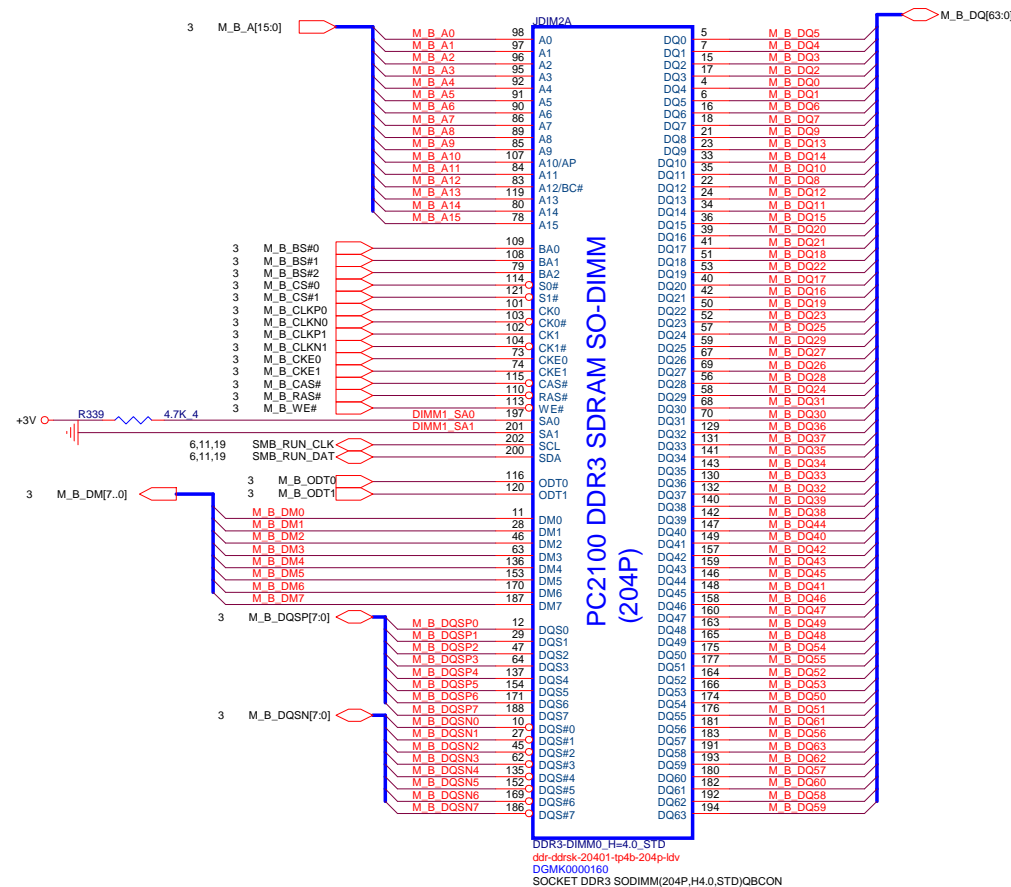 JDIM2A
3 M_B_A[15:0]
M_B_DQ[63:0]
M_B_A0 98 A0 DQ0 5 M_B_DQ5
M_B_A1 97 A1 DQ1 7 M_B_DQ4
M_B_A2 96 A2 DQ2 15 M_B_DQ3
M_B_A3 95 A3 DQ3 17 M_B_DQ2
M_B_A4 92 A4 DQ4 4 M_B_DQ0
M_B_A5 91 A5 DQ5 6 M_B_DQ1
M_B_A6 90 A6 DQ6 16 M_B_DQ6
M_B_A7 86 A7 DQ7 18 M_B_DQ7
M_B_A8 89 A8 DQ8 21 M_B_DQ9
M_B_A9 85 A9 DQ9 23 M_B_DQ13
M_B_A10 107 A10/AP DQ10 33 M_B_DQ14
M_B_A11 84 A11 DQ11 35 M_B_DQ10
M_B_A12 83 A12/BC# DQ12 22 M_B_DQ8
M_B_A13 119 A13 DQ13 24 M_B_DQ12
M_B_A14 80 A14 DQ14 34 M_B_DQ11
M_B_A15 78 A15 DQ15 36 M_B_DQ15
DQ16 39 M_B_DQ20
3 M_B_BS#0 109 BA0 DQ17 41 M_B_DQ21
3 M_B_BS#1 108 BA1 DQ18 51 M_B_DQ18
3 M_B_BS#2 79 BA2 DQ19 53 M_B_DQ22
3 M_B_CS#0 114 S0# DQ20 40 M_B_DQ17
3 M_B_CS#1 121 S1# DQ21 42 M_B_DQ16
3 M_B_CLKP0 101 CK0 DQ22 50 M_B_DQ19
3 M_B_CLKN0 103 CK0# DQ23 52 M_B_DQ23
3 M_B_CLKP1 102 CK1 DQ24 57 M_B_DQ25
3 M_B_CLKN1 104 CK1# DQ25 59 M_B_DQ29
3 M_B_CKE0 73 CKE0 DQ26 67 M_B_DQ27
3 M_B_CKE1 74 CKE1 DQ27 69 M_B_DQ26
3 M_B_CAS# 115 CAS# DQ28 56 M_B_DQ28
3 M_B_RAS# 110 RAS# DQ29 58 M_B_DQ24
3 M_B_WE# 113 WE# DQ30 68 M_B_DQ31
+3V R339 4.7K_4 DIMM1_SA0 197 SA0 DQ31 70 M_B_DQ30
DIMM1_SA1 201 SA1 DQ32 129 M_B_DQ36
6,11,19 SMB_RUN_CLK 202 SCL DQ33 131 M_B_DQ37
6,11,19 SMB_RUN_DAT 200 SDA DQ34 141 M_B_DQ35
DQ35 143 M_B_DQ34
3 M_B_ODT0 116 ODT0 DQ36 130 M_B_DQ33
3 M_B_ODT1 120 ODT1 DQ37 132 M_B_DQ32
3 M_B_DM[7..0]
DQ38 140 M_B_DQ39
M_B_DM0 11 DM0 DQ39 142 M_B_DQ38
M_B_DM1 28 DM1 DQ40 147 M_B_DQ44
M_B_DM2 46 DM2 DQ41 149 M_B_DQ40
M_B_DM3 63 DM3 DQ42 157 M_B_DQ42
M_B_DM4 136 DM4 DQ43 159 M_B_DQ43
M_B_DM5 153 DM5 DQ44 146 M_B_DQ45
M_B_DM6 170 DM6 DQ45 148 M_B_DQ41
M_B_DM7 187 DM7 DQ46 158 M_B_DQ46
DQ47 160 M_B_DQ47
3 M_B_DQSP[7:0]
M_B_DQSP0 12 DQS0 DQ48 163 M_B_DQ49
M_B_DQSP1 29 DQS1 DQ49 165 M_B_DQ48
M_B_DQSP2 47 DQS2 DQ50 175 M_B_DQ54
M_B_DQSP3 64 DQS3 DQ51 177 M_B_DQ55
M_B_DQSP4 137 DQS4 DQ52 164 M_B_DQ52
M_B_DQSP5 154 DQS5 DQ53 166 M_B_DQ53
M_B_DQSP6 171 DQS6 DQ54 174 M_B_DQ50
M_B_DQSP7 188 DQS7 DQ55 176 M_B_DQ51
3 M_B_DQSN[7:0]
M_B_DQSN0 10 DQS#0 DQ56 181 M_B_DQ61
M_B_DQSN1 27 DQS#1 DQ57 183 M_B_DQ56
M_B_DQSN2 45 DQS#2 DQ58 191 M_B_DQ63
M_B_DQSN3 62 DQS#3 DQ59 193 M_B_DQ62
M_B_DQSN4 135 DQS#4 DQ60 180 M_B_DQ57
M_B_DQSN5 152 DQS#5 DQ61 182 M_B_DQ60
M_B_DQSN6 169 DQS#6 DQ62 192 M_B_DQ58
M_B_DQSN7 186 DQS#7 DQ63 194 M_B_DQ59
PC2100 DDR3 SDRAM SO-DIMM
(204P)
DDR3-DIMM0_H=4.0_STD
ddr-ddrsk-20401-tp4b-204p-ldv
DGMK0000160
SOCKET DDR3 SODIMM(204P,H4.0,STD)QBCON